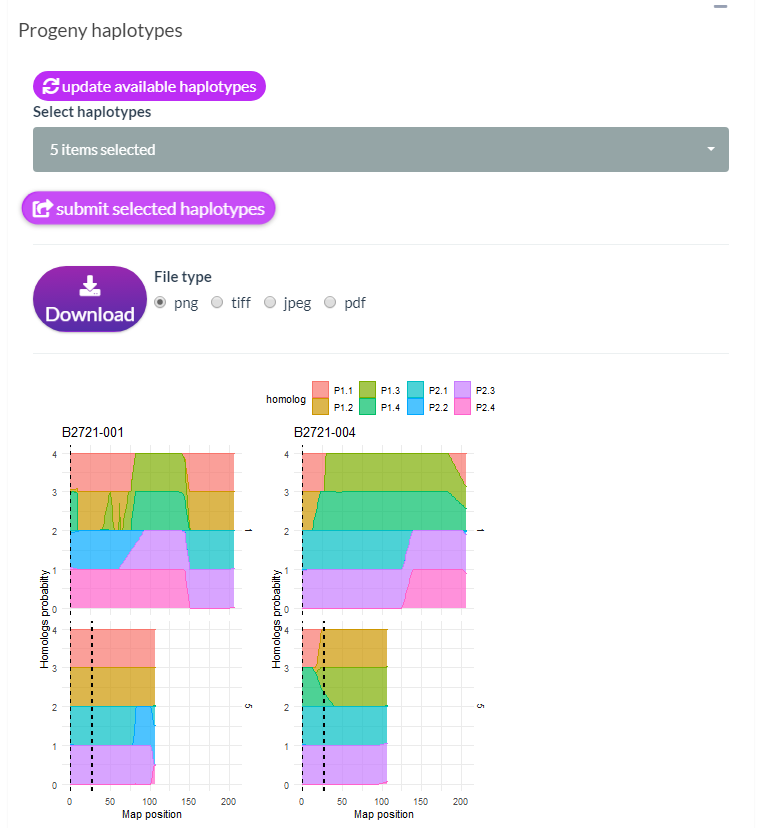 Progeny haplotypes
update available haplotypes
Select haplotypes
5 items selected
submit selected haplotypes
Download
File type
png tiff jpeg pdf
homolog P1.1 P1.3 P2.1 P2.3
P1.2 P1.4 P2.2 P2.4
B2721-001 B2721-004
Homologs probability
4
3
2
1
0
1
4
3
2
1
0
5
0 50 100 150 200
Map position
Homologs probability
4
3
2
1
0
1
4
3
2
1
0
5
0 50 100 150 200
Map position